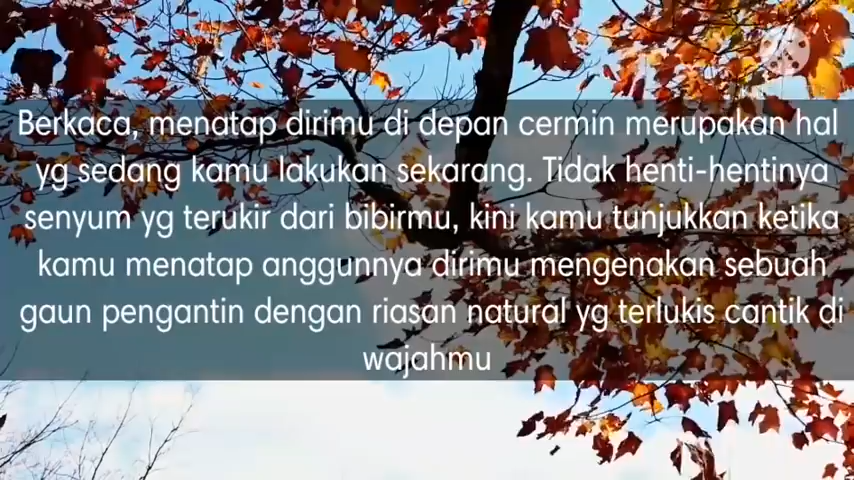 Berkaca, menatap dirimu di depan cermin merupakan hal
yg sedang kamu lakukan sekarang. Tidak henti-hentinya
senyum yg terukir dari bibirmu, kini kamu tunjukkan ketika
kamu menatap anggunnya dirimu mengenakan sebuah
gaun pengantin dengan riasan natural yg terlukis cantik di
wajahmu